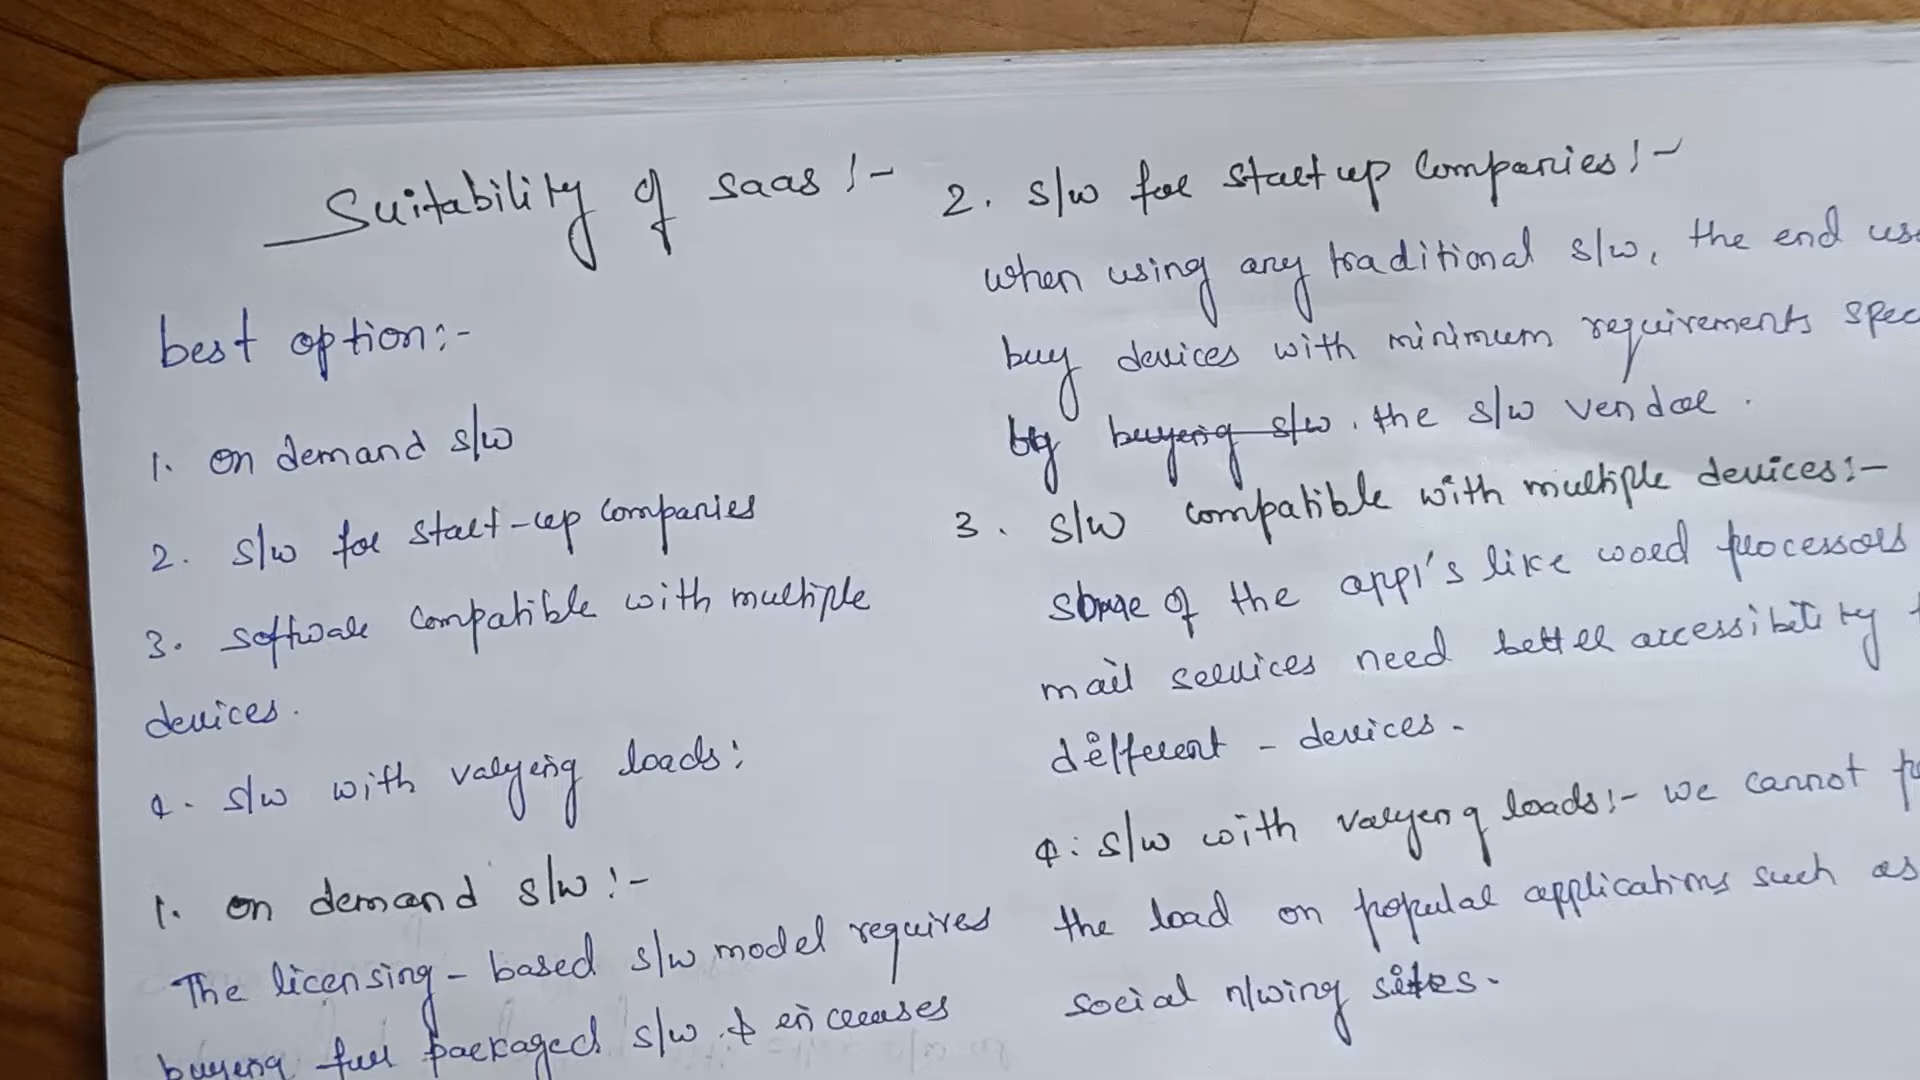 Suitability of saas :-
best option:-
1. on demand s/w
2. s/w for start-up companies
3. software compatible with multiple
devices.
4. s/w with varying loads:
1. on demand s/w :-
The licensing - based s/w model requires
buying full packaged s/w & increases
2. s/w for start up companies :-
when using any traditional s/w, the end
buy devices with minimum requirements
by buying s/w. the s/w vendor.
3. s/w compatible with multiple devices :-
some of the appl's like word processors
mail services need better accessibility
different - devices.
4: s/w with varying loads :- we cannot
the load on popular applications such as
social n/wing sites.